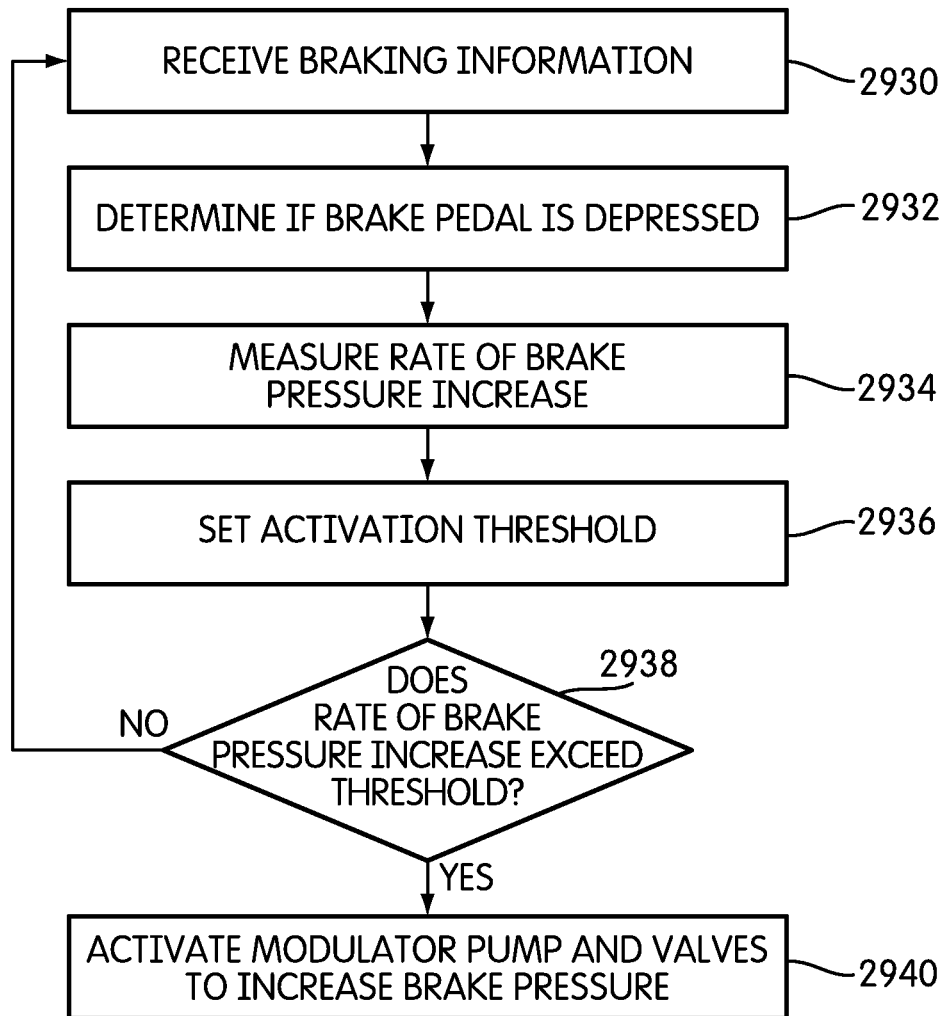 RECEIVE BRAKING INFORMATION
2930
DETERMINE IF BRAKE PEDAL IS DEPRESSED
2932
MEASURE RATE OF BRAKE
PRESSURE INCREASE
2934
SET ACTIVATION THRESHOLD
2936
DOES
RATE OF BRAKE
PRESSURE INCREASE EXCEED
THRESHOLD?
2938
NO
YES
ACTIVATE MODULATOR PUMP AND VALVES
TO INCREASE BRAKE PRESSURE
2940